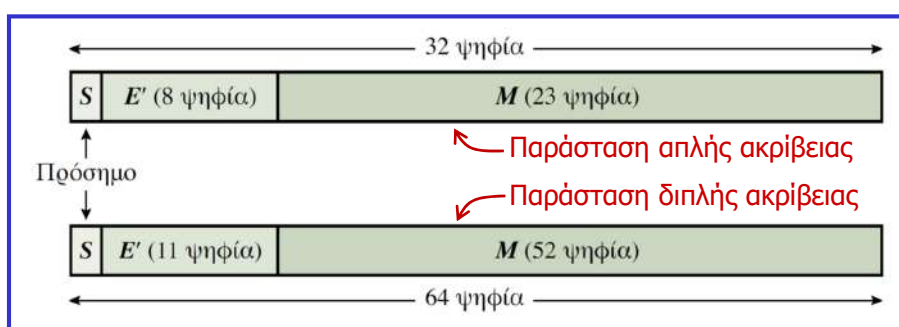 32 ψηφία
S E′ (8 ψηφία) M (23 ψηφία)
Παράσταση απλής ακρίβειας
Πρόσημο
Παράσταση διπλής ακρίβειας
S E′ (11 ψηφία) M (52 ψηφία)
64 ψηφία